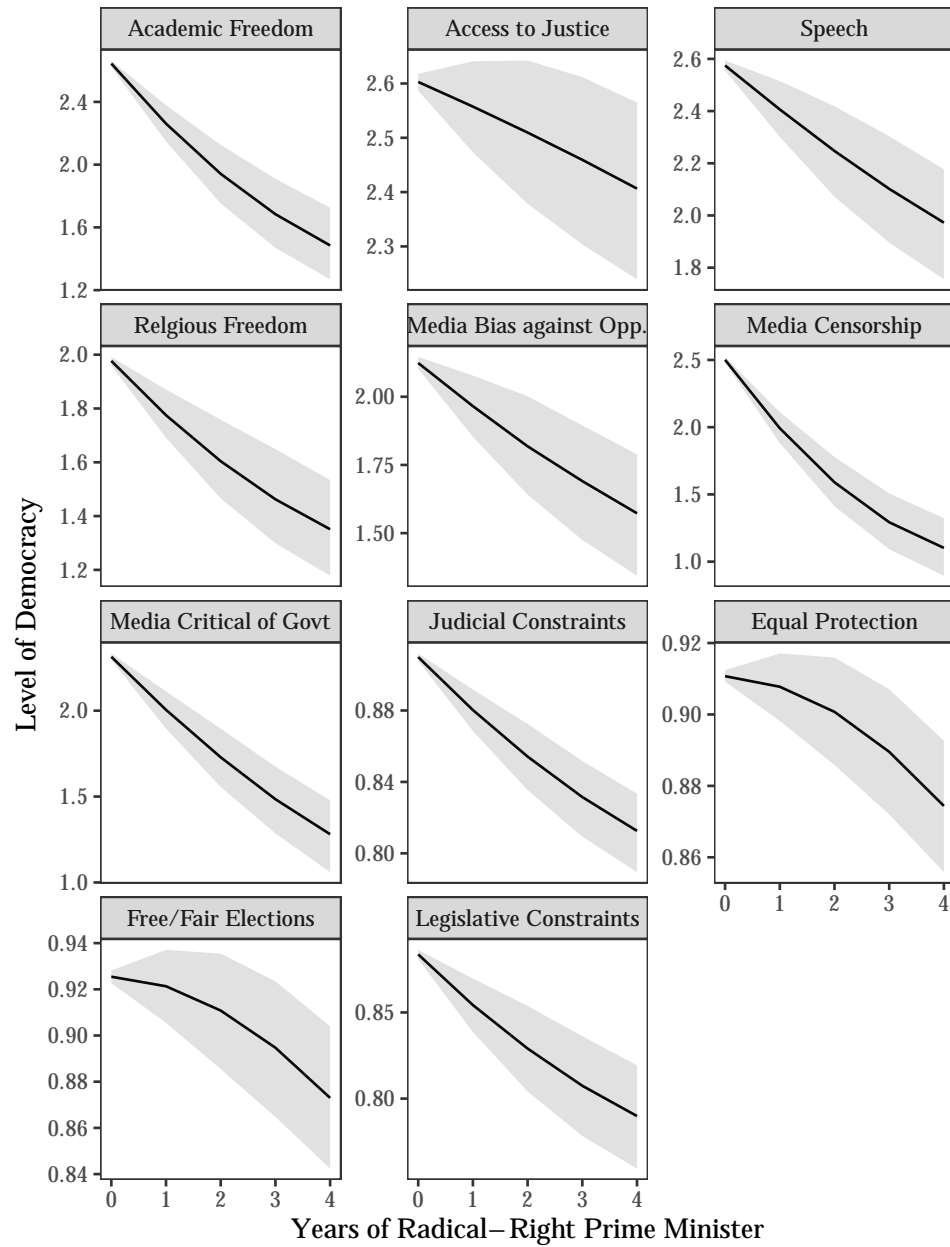 Academic Freedom
Access to Justice
Speech
2.4
2.0
1.6
1.2
2.6
2.5
2.4
2.3
2.6
2.4
2.2
2.0
1.8
Relgious Freedom
Media Bias against Opp.
Media Censorship
2.0
1.8
1.6
1.4
1.2
2.00
1.75
1.50
2.5
2.0
1.5
1.0
Media Critical of Govt
Judicial Constraints
Equal Protection
2.0
1.5
1.0
0.88
0.84
0.80
0.92
0.90
0.88
0.86
0 1 2 3 4
Free/Fair Elections
Legislative Constraints
0.94
0.92
0.90
0.88
0.86
0.84
0.85
0.80
0 1 2 3 4
0 1 2 3 4
Level of Democracy
Years of Radical–Right Prime Minister